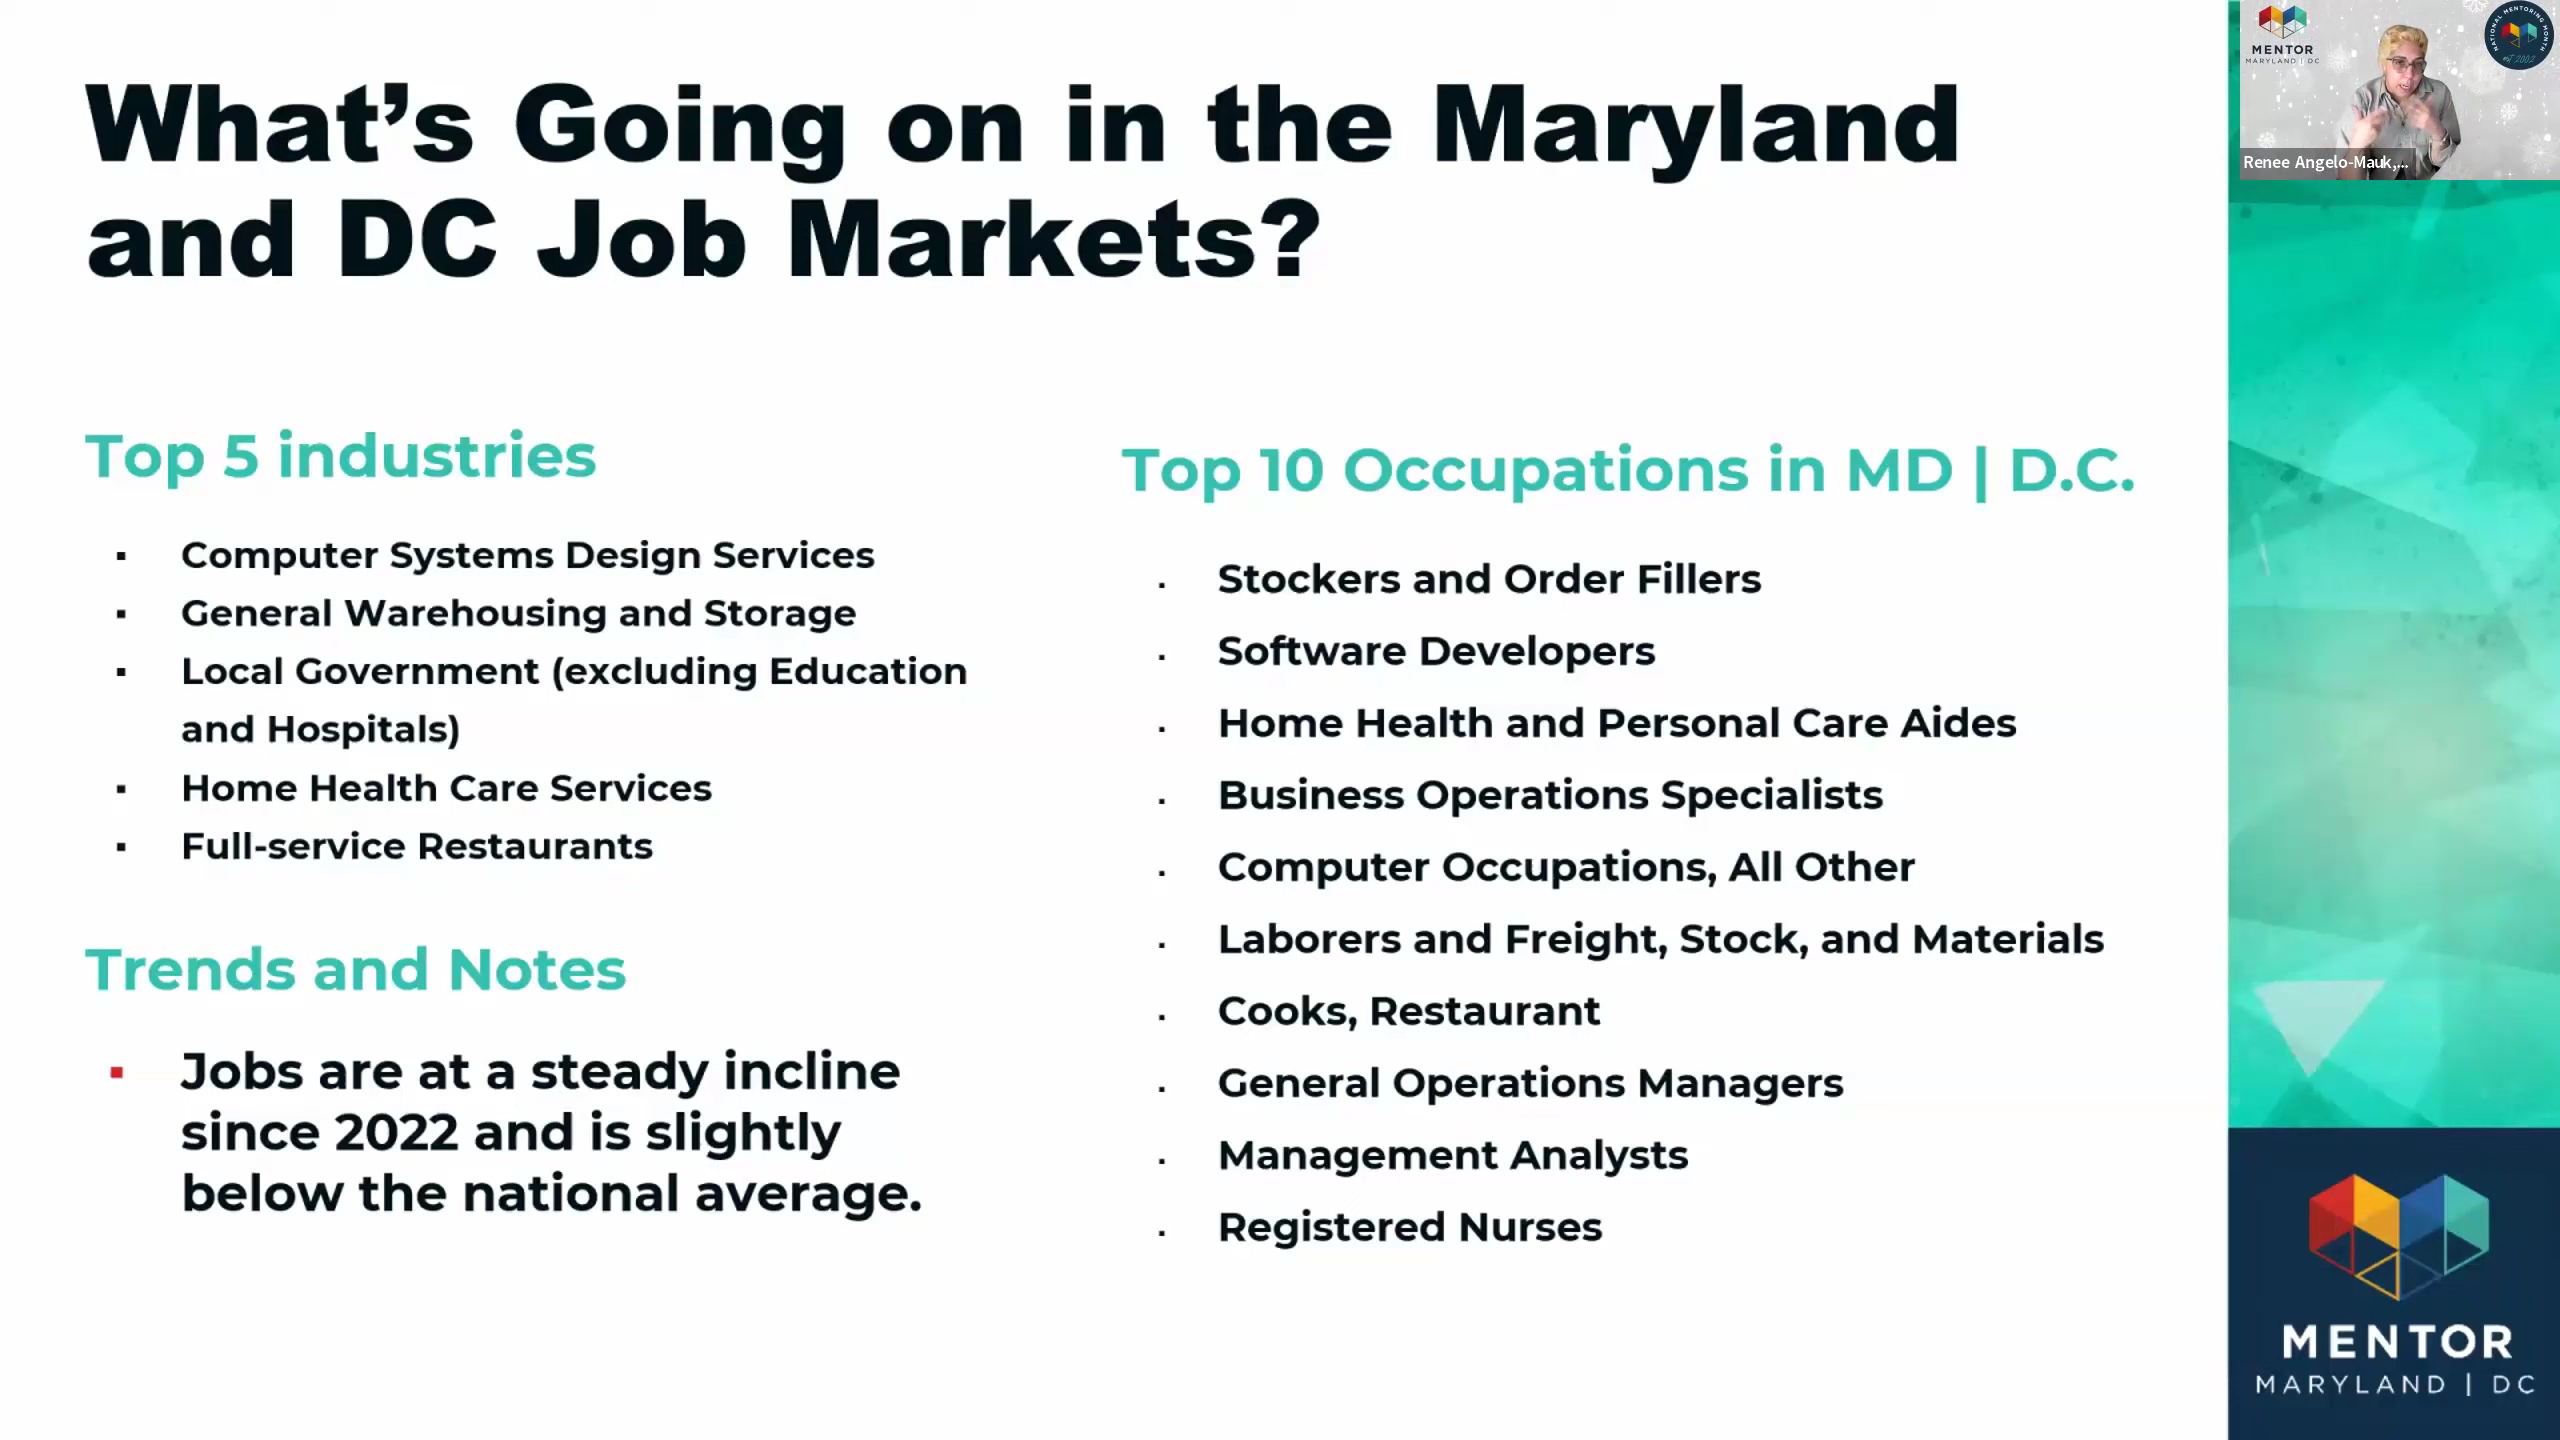 What’s Going on in the Maryland
and DC Job Markets?
Top 5 industries
▪ Computer Systems Design Services
▪ General Warehousing and Storage
▪ Local Government (excluding Education
and Hospitals)
▪ Home Health Care Services
▪ Full-service Restaurants
Trends and Notes
▪ Jobs are at a steady incline
since 2022 and is slightly
below the national average.
Top 10 Occupations in MD | D.C.
▪ Stockers and Order Fillers
▪ Software Developers
▪ Home Health and Personal Care Aides
▪ Business Operations Specialists
▪ Computer Occupations, All Other
▪ Laborers and Freight, Stock, and Materials
▪ Cooks, Restaurant
▪ General Operations Managers
▪ Management Analysts
▪ Registered Nurses
MENTOR
MARYLAND | DC
NATIONAL MENTORING MONTH
est 2002
Renee Angelo-Mauk,...
MENTOR
MARYLAND | DC